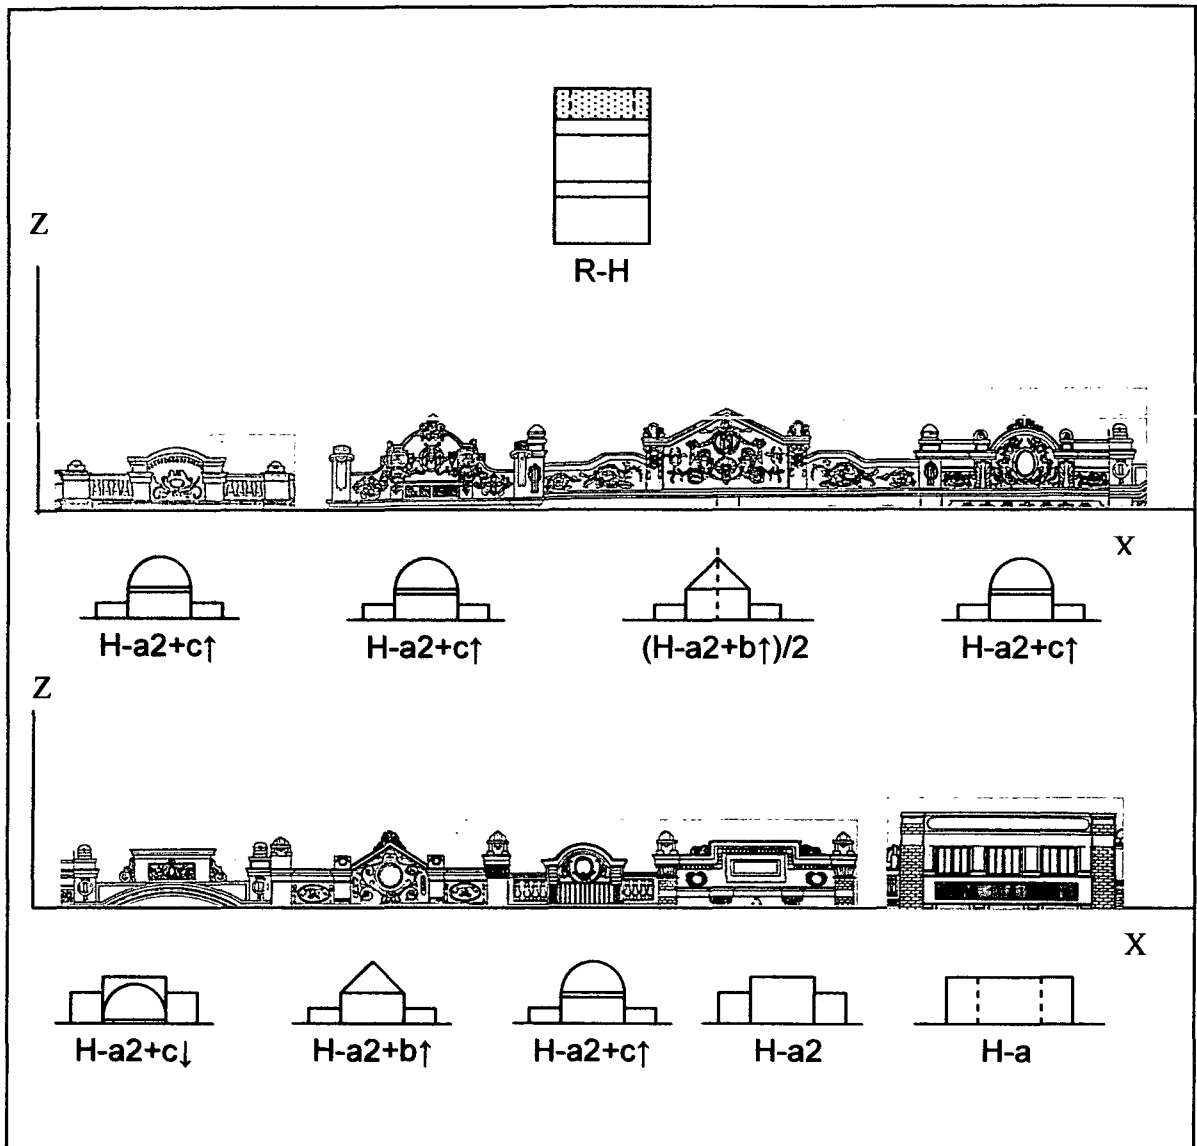 R-H
Z
X
H-a2+c↑
H-a2+c↑
(H-a2+b↑)/2
H-a2+c↑
Z
X
H-a2+c↓
H-a2+b↑
H-a2+c↑
H-a2
H-a